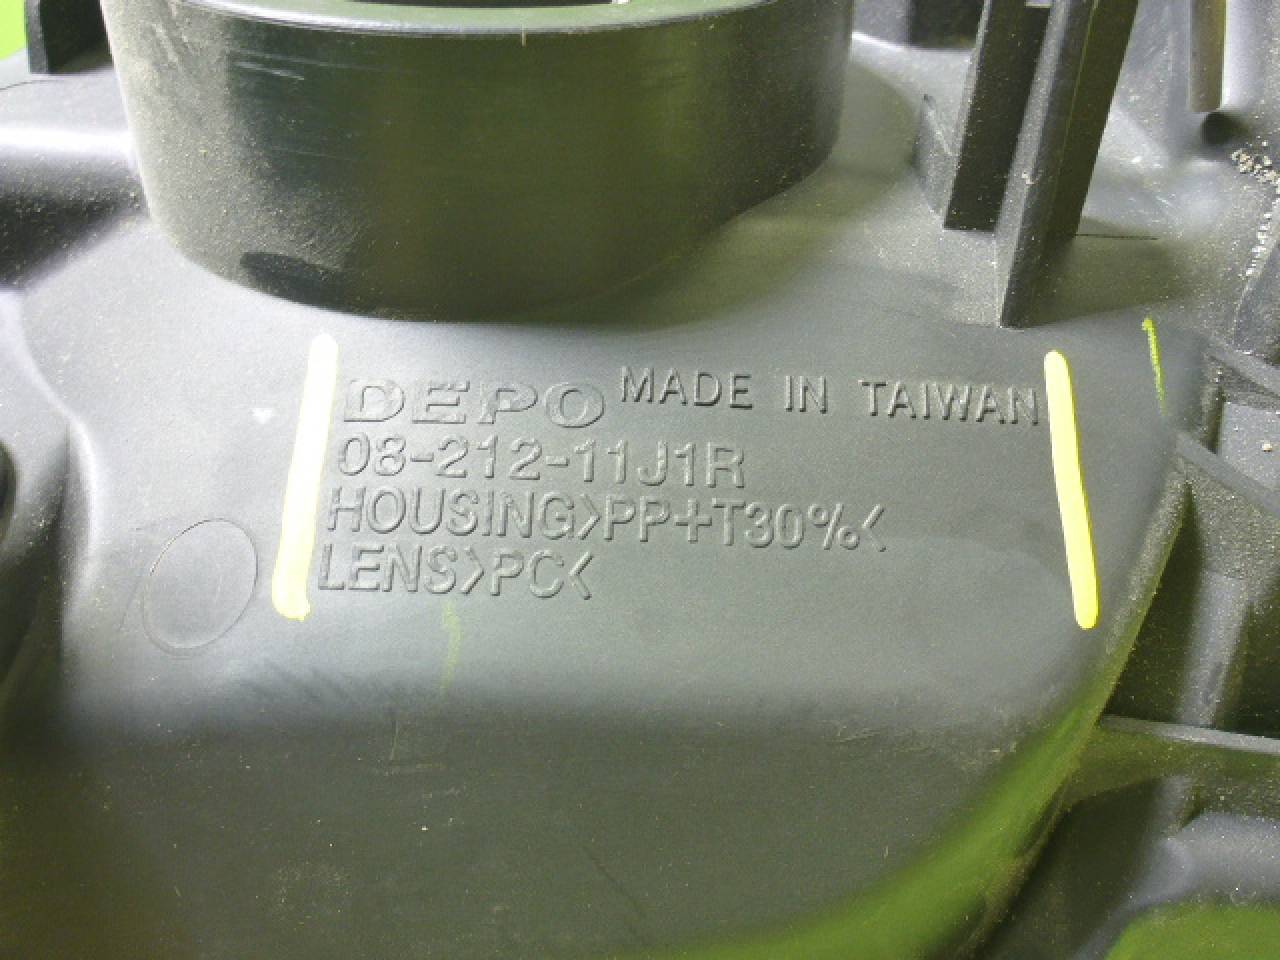 DEPO MADE IN TAIWAN
08-212-11J1R
HOUSING>PP+T30%<
LENS>PC<